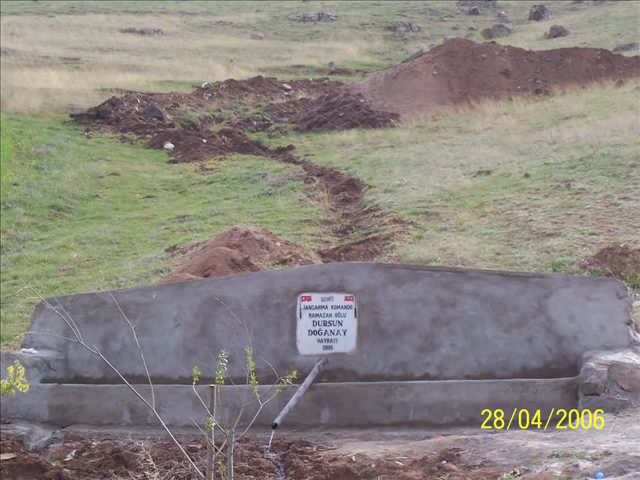 ŞEHİT
JANDARMA KOMANDO
RAMAZAN OĞLU
DURSUN
DOĞANAY
HAYRATI
28/04/2006